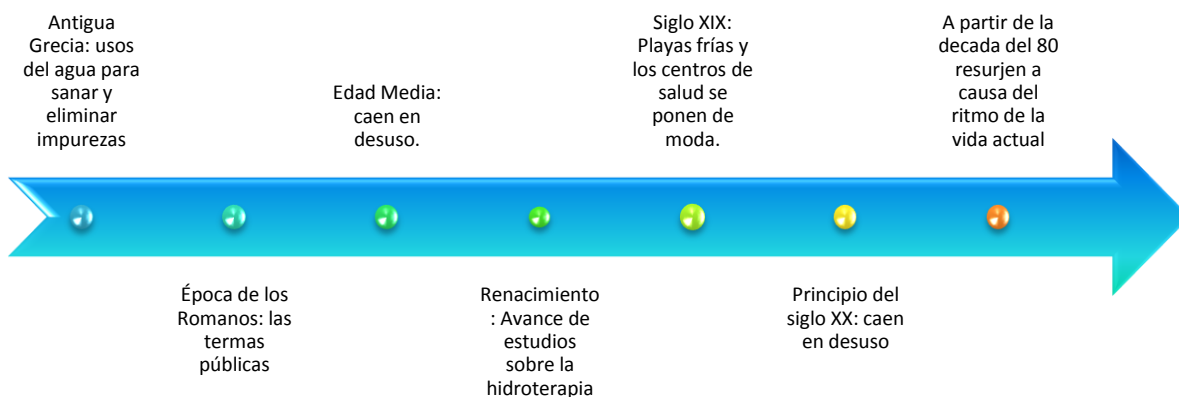 Antigua
Grecia: usos
del agua para
sanar y
eliminar
impurezas
Época de los
Romanos: las
termas
públicas
Edad Media:
caen en
desuso.
Renacimiento
: Avance de
estudios
sobre la
hidroterapia
Siglo XIX:
Playas frías y
los centros de
salud se
ponen de
moda.
Principio del
siglo XX: caen
en desuso
A partir de la
decada del 80
resurjen a
causa del
ritmo de la
vida actual